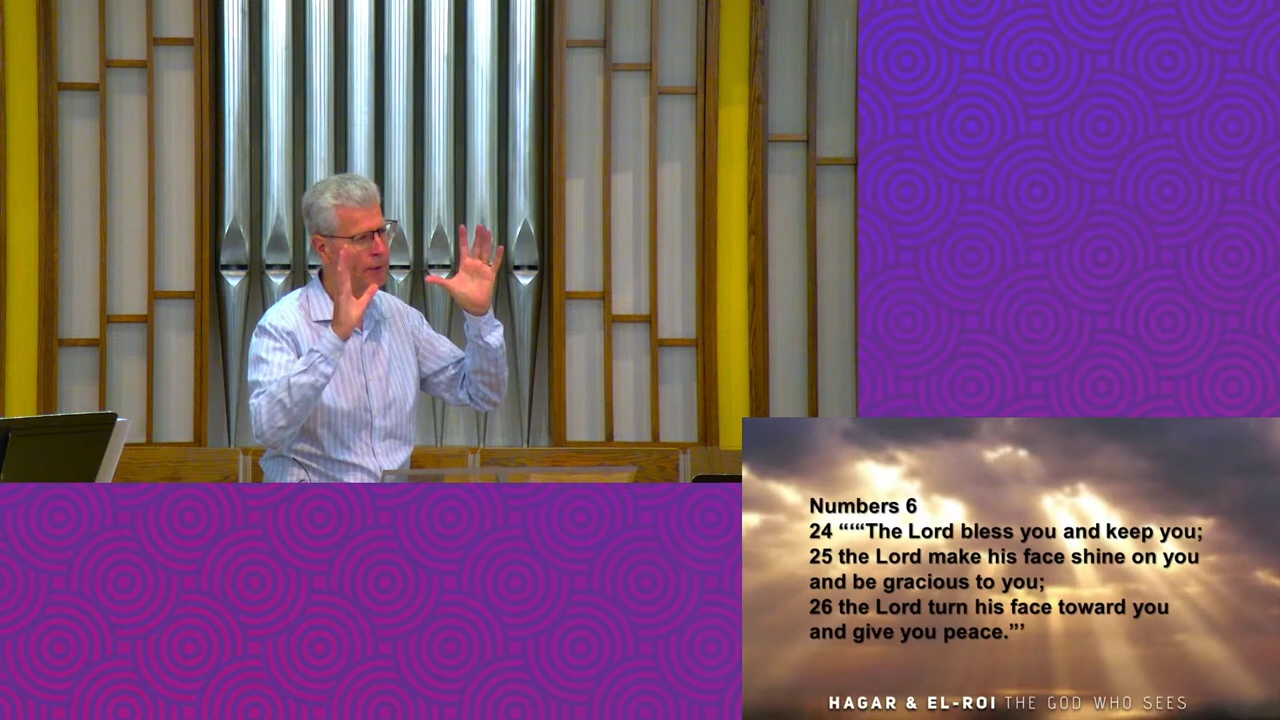 Numbers 6
24 “‘“The Lord bless you and keep you;
25 the Lord make his face shine on you
and be gracious to you;
26 the Lord turn his face toward you
and give you peace.”’
HAGAR & EL-ROI THE GOD WHO SEES